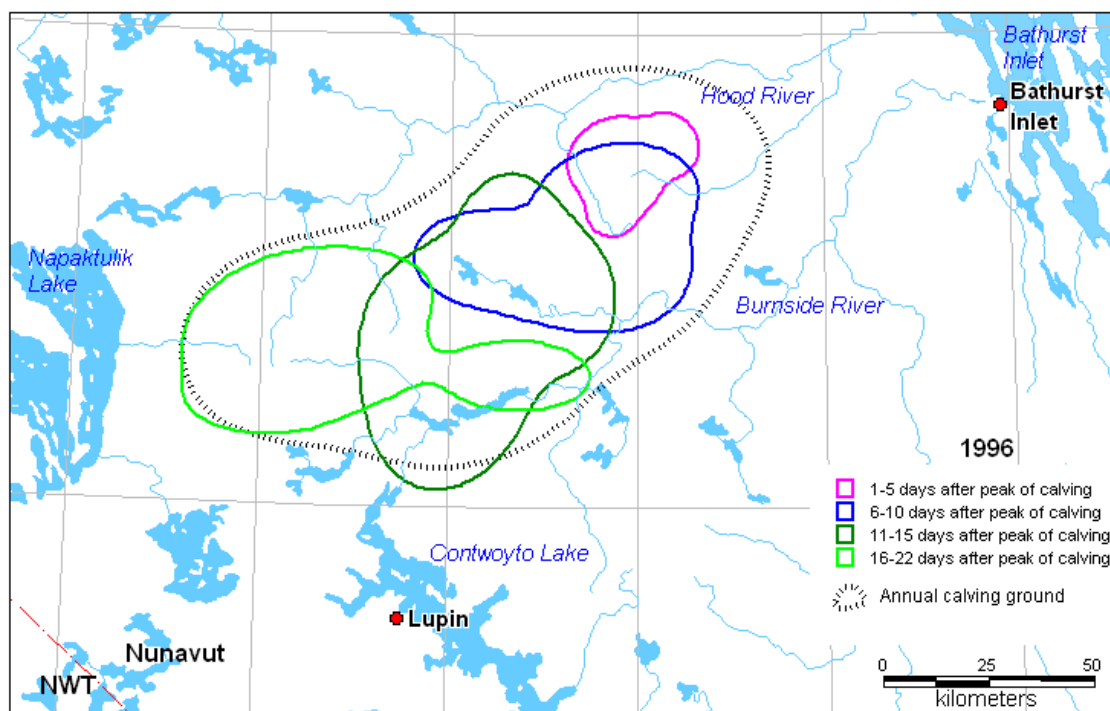 Bathurst
Inlet
Bathurst
Inlet
Hood River
Napaktulik
Lake
Burnside River
1996
1-5 days after peak of calving
6-10 days after peak of calving
11-15 days after peak of calving
16-22 days after peak of calving
Annual calving ground
Contwoyto Lake
Lupin
Nunavut
NWT
0 25 50
kilometers